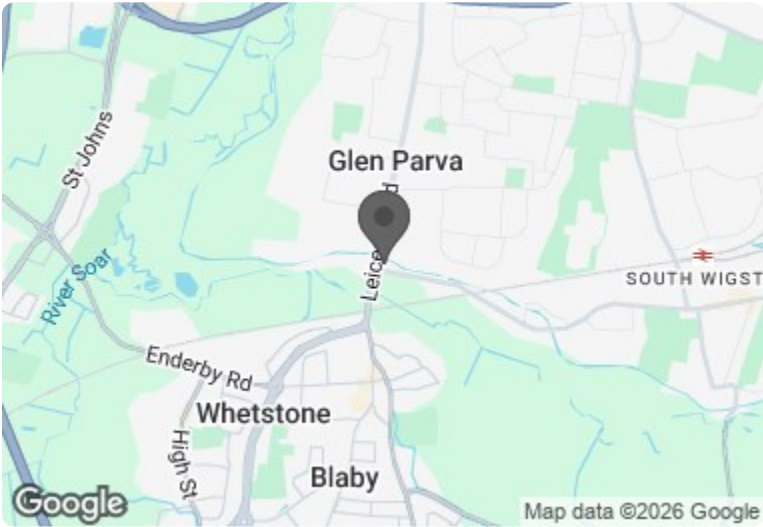 St Johns
Glen Parva
River Soar
Leice
d
SOUTH WIGST
Enderby Rd
Whetstone
High St
Blaby
Google
Map data ©2026 Google